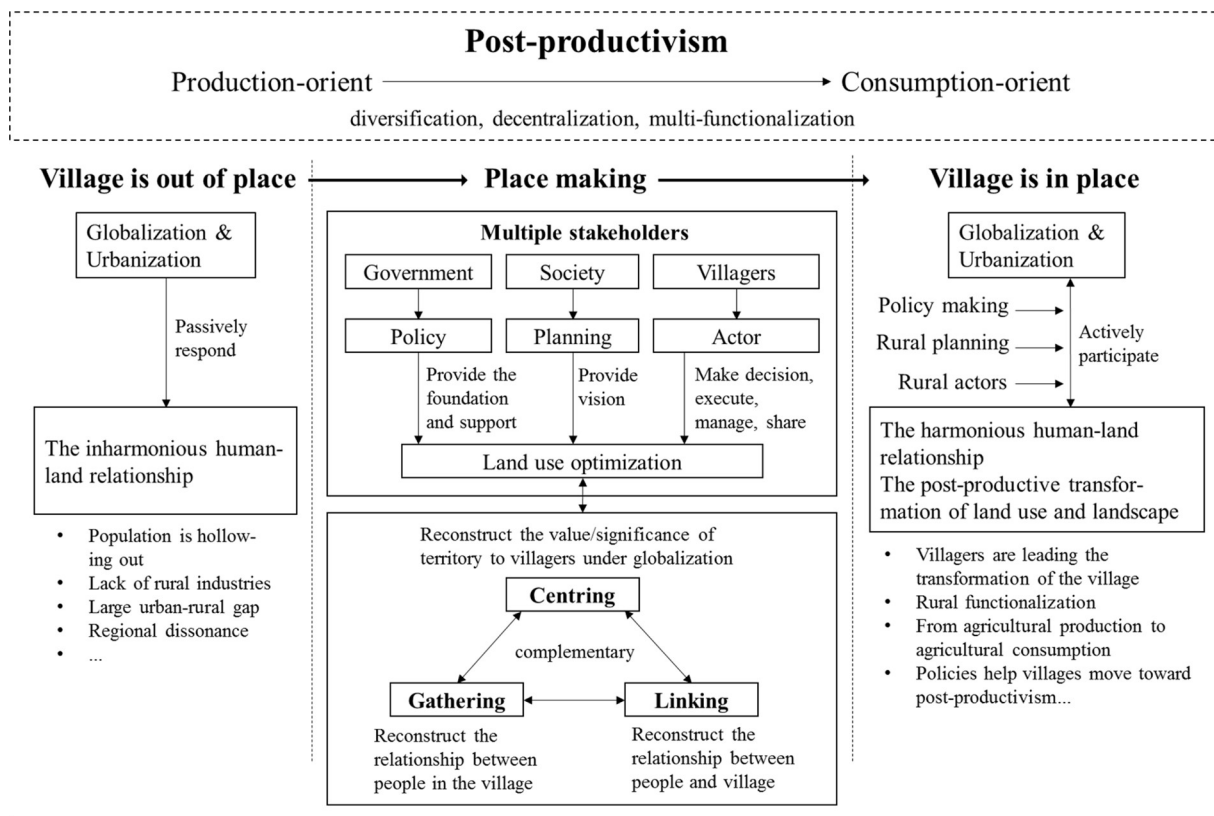 Post-productivism
Production-orient
Consumption-orient
diversification, decentralization, multi-functionalization
Village is out of place
Place making
Village is in place
Globalization &
Urbanization
Passively
respond
The inharmonious human-
land relationship
• Population is hollow-
ing out
• Lack of rural industries
• Large urban-rural gap
• Regional dissonance
• ...
Multiple stakeholders
Government
Society
Villagers
Policy
Planning
Actor
Provide the
foundation
and support
Provide
vision
Make decision,
execute,
manage, share
Land use optimization
Reconstruct the value/significance of
territory to villagers under globalization
Centring
complementary
Gathering
Linking
Reconstruct the
relationship between
people in the village
Reconstruct the
relationship between
people and village
Globalization &
Urbanization
Policy making
Rural planning
Rural actors
Actively
participate
The harmonious human-land
relationship
The post-productive transfor-
mation of land use and landscape
• Villagers are leading the
transformation of the village
• Rural functionalization
• From agricultural production to
agricultural consumption
• Policies help villages move toward
post-productivism...